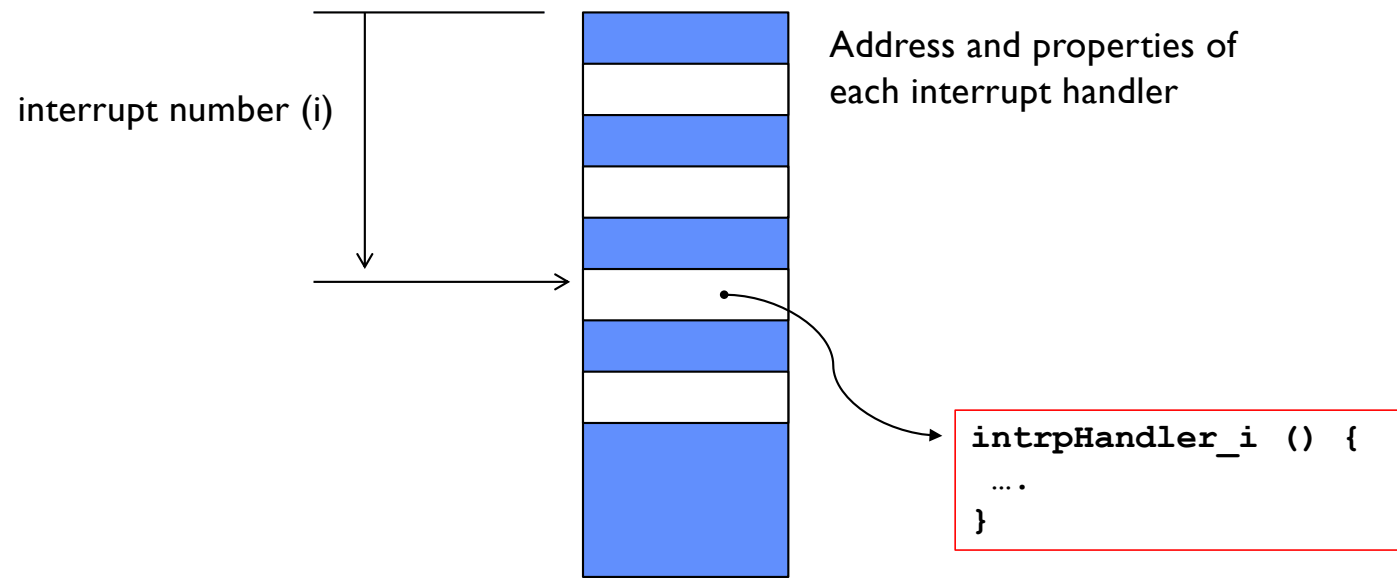 Address and properties of
each interrupt handler
interrupt number (i)
intrpHandler_i () {
….
}